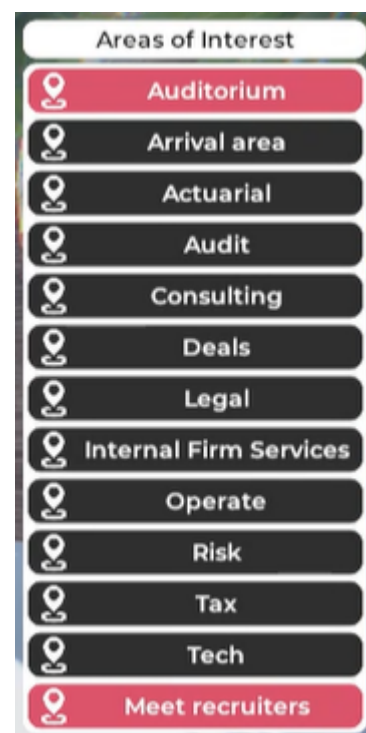 Areas of Interest
Auditorium
Arrival area
Actuarial
Audit
Consulting
Deals
Legal
Internal Firm Services
Operate
Risk
Tax
Tech
Meet recruiters